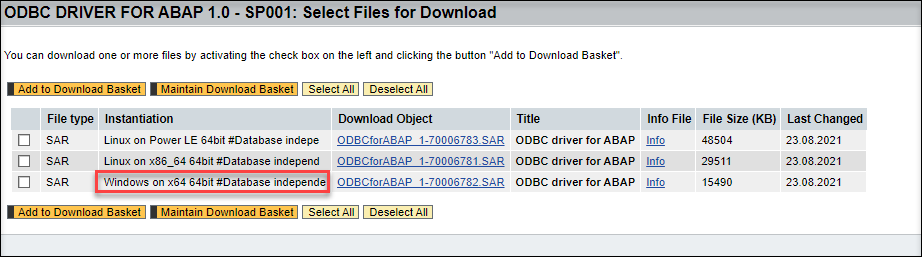 ODBC DRIVER FOR ABAP 1.0 - SP001: Select Files for Download
You can download one or more files by activating the check box on the left and clicking the button "Add to Download Basket".
Add to Download Basket Maintain Download Basket Select All Deselect All
File type Instantiation Download Object Title Info File File Size (KB) Last Changed
SAR Linux on Power LE 64bit #Database indepe ODBCforABAP_1-70006783.SAR ODBC driver for ABAP Info 48504 23.08.2021
SAR Linux on x86_64 64bit #Database independ ODBCforABAP_1-70006781.SAR ODBC driver for ABAP Info 29511 23.08.2021
SAR Windows on x64 64bit #Database independe ODBCforABAP_1-70006782.SAR ODBC driver for ABAP Info 15490 23.08.2021
Add to Download Basket Maintain Download Basket Select All Deselect All